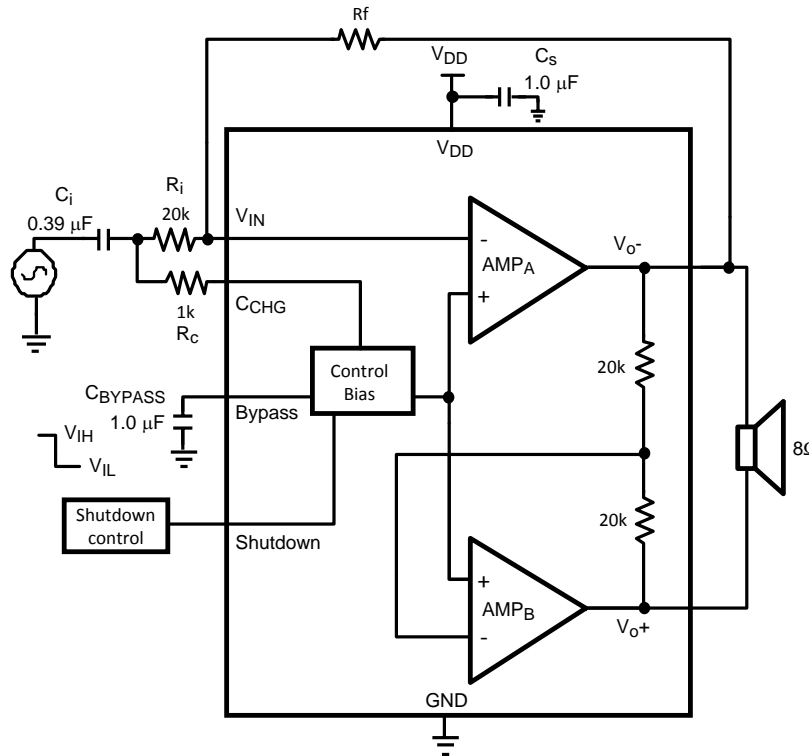 Rf
VDD
Cs
1.0 µF
VDD
Ci
0.39 µF
Ri
20k
VIN
-
AMPA
+
Vo-
1k
Rc
CCHG
Control
Bias
20k
CBYPASS
1.0 µF
Bypass
VIH
VIL
8Ω
Shutdown
control
Shutdown
20k
+
AMPB
-
Vo+
GND